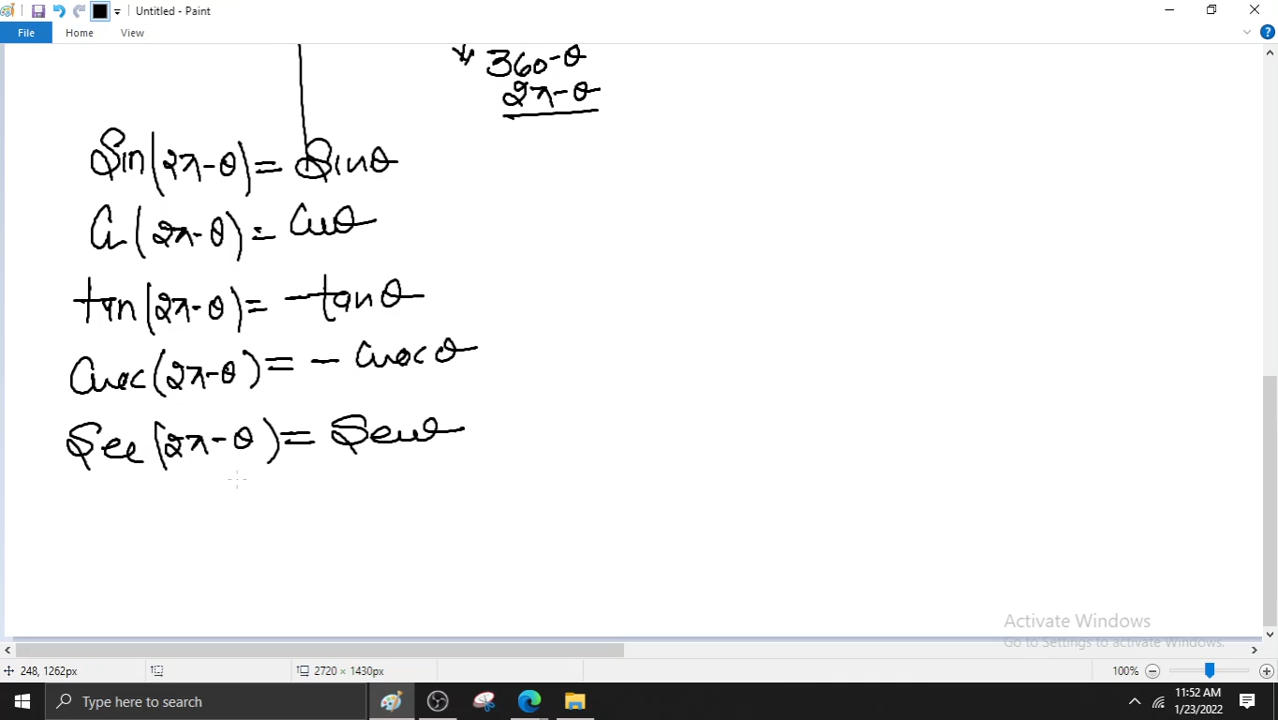 Untitled - Paint
File Home View
360-θ
2π-θ
Sin(2π-θ)= Sinθ
Cos(2π-θ)= Cosθ
tan(2π-θ)= -tanθ
Cosec(2π-θ)= - Cosecθ
Sec(2π-θ)= Secθ
Activate Windows
Go to Settings to activate Windows.
248, 1262px
2720 × 1430px
100%
Type here to search
11:52 AM
1/23/2022